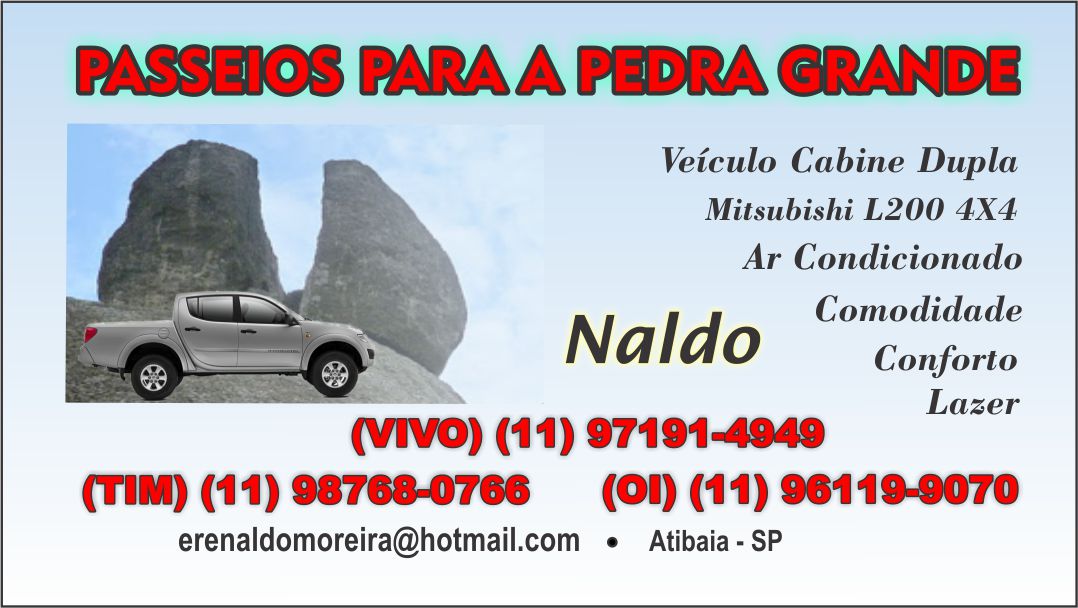 PASSEIOS PARA A PEDRA GRANDE
Veículo Cabine Dupla
Mitsubishi L200 4X4
Ar Condicionado
Comodidade
Naldo
Conforto
Lazer
(VIVO) (11) 97191-4949
(TIM) (11) 98768-0766
(OI) (11) 96119-9070
erenaldomoreira@hotmail.com • Atibaia - SP